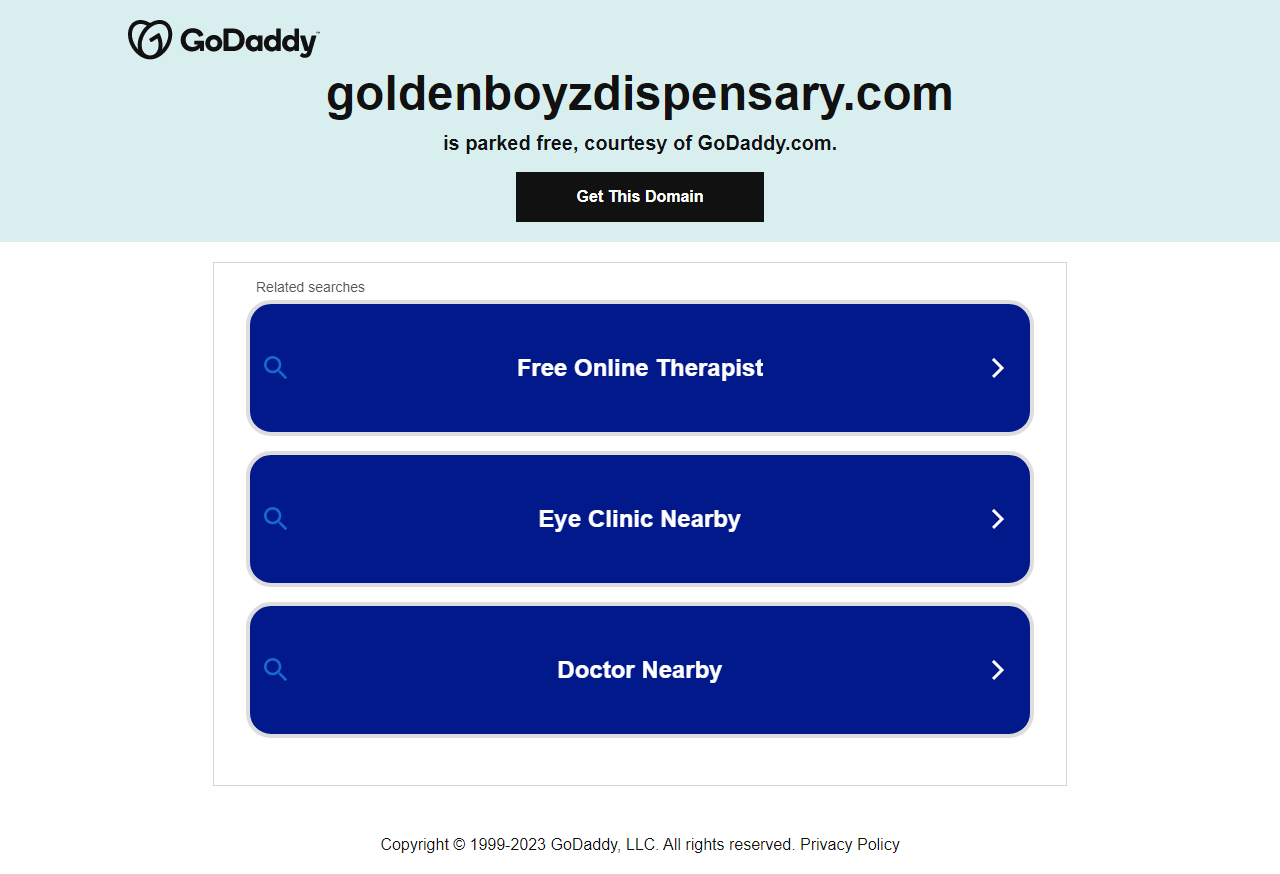 GoDaddy™
goldenboyzdispensary.com
is parked free, courtesy of GoDaddy.com.
Get This Domain
Related searches
Free Online Therapist
Eye Clinic Nearby
Doctor Nearby
Copyright © 1999-2023 GoDaddy, LLC. All rights reserved. Privacy Policy